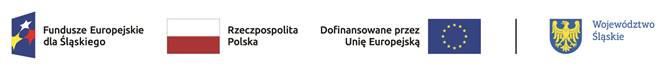 Fundusze Europejskie
dla Śląskiego
Rzeczpospolita
Polska
Dofinansowane przez
Unię Europejską
Województwo
Śląskie